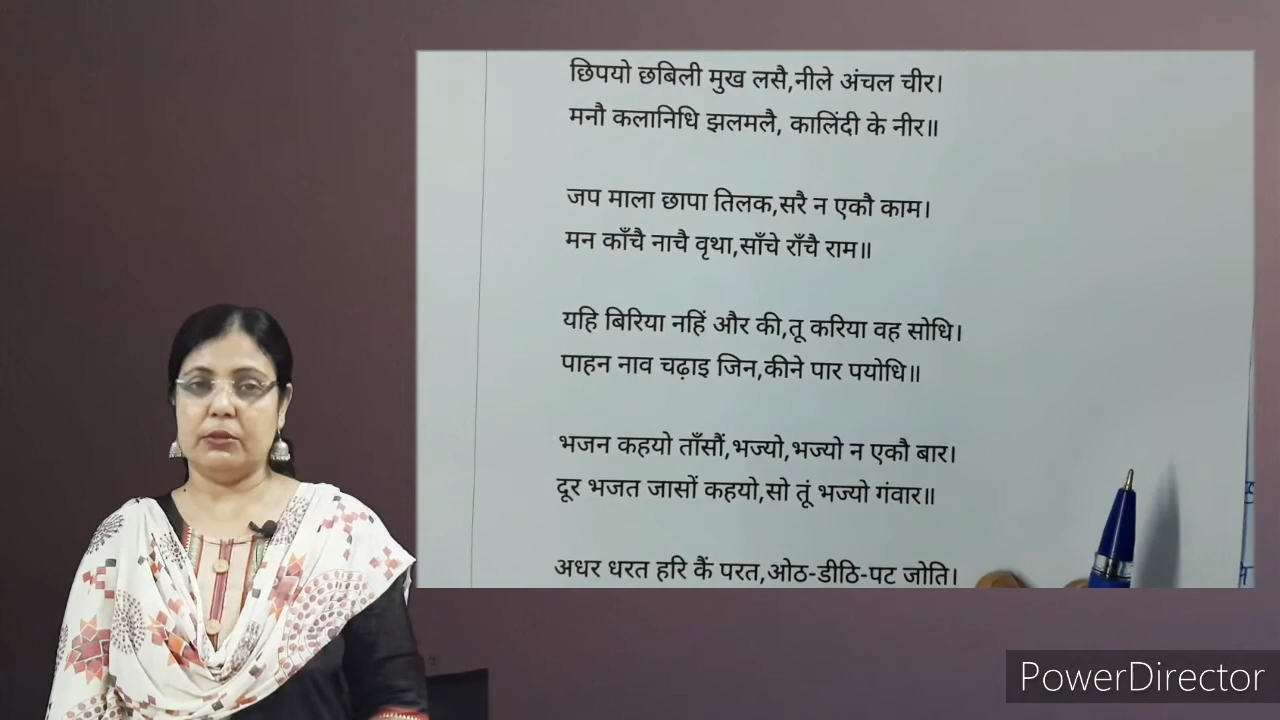 छिपयो छबिली मुख लसै,नीले अंचल चीर।
मनौ कलानिधि झलमलै, कालिंदी के नीर॥
जप माला छापा तिलक,सरै न एकौ काम।
मन काँचै नाचै वृथा,साँचे राँचै राम॥
यहि बिरिया नहिं और की,तू करिया वह सोधि।
पाहन नाव चढ़ाइ जिन,कीने पार पयोधि॥
भजन कहयो ताँसौं,भज्यो,भज्यो न एकौ बार।
दूर भजत जासों कहयो,सो तूं भज्यो गंवार॥
अधर धरत हरि कैं परत,ओठ-डीठि-पट जोति।
PowerDirector